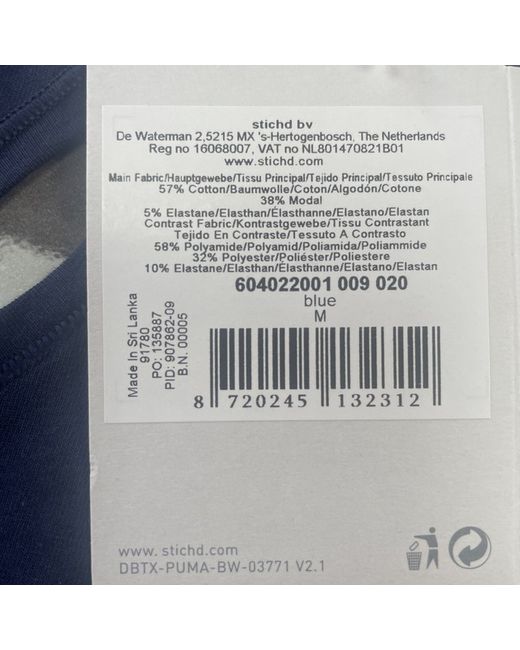 stichd bv
De Waterman 2,5215 MX 's-Hertogenbosch, The Netherlands
Reg no 16068007, VAT no NL801470821B01
www.stichd.com
Main Fabric/Hauptgewebe/Tissu Principal/Tejido Principal/Tessuto Principale
57% Cotton/Baumwolle/Coton/Algodón/Cotone
38% Modal
5% Elastane/Elasthan/Élasthanne/Elastano/Elastan
Contrast Fabric/Kontrastgewebe/Tissu Contrastant
Tejido En Contraste/Tessuto A Contrasto
58% Polyamide/Polyamid/Poliamida/Poliammide
32% Polyester/Poliéster/Poliestere
10% Elastane/Elasthan/Élasthanne/Elastano/Elastan
604022001 009 020
blue
M
Made In Sri Lanka
91780
PO: 135887
PID: 907862-09
B.N. 00005
8 720245 132312
www.stichd.com
DBTX-PUMA-BW-03771 V2.1